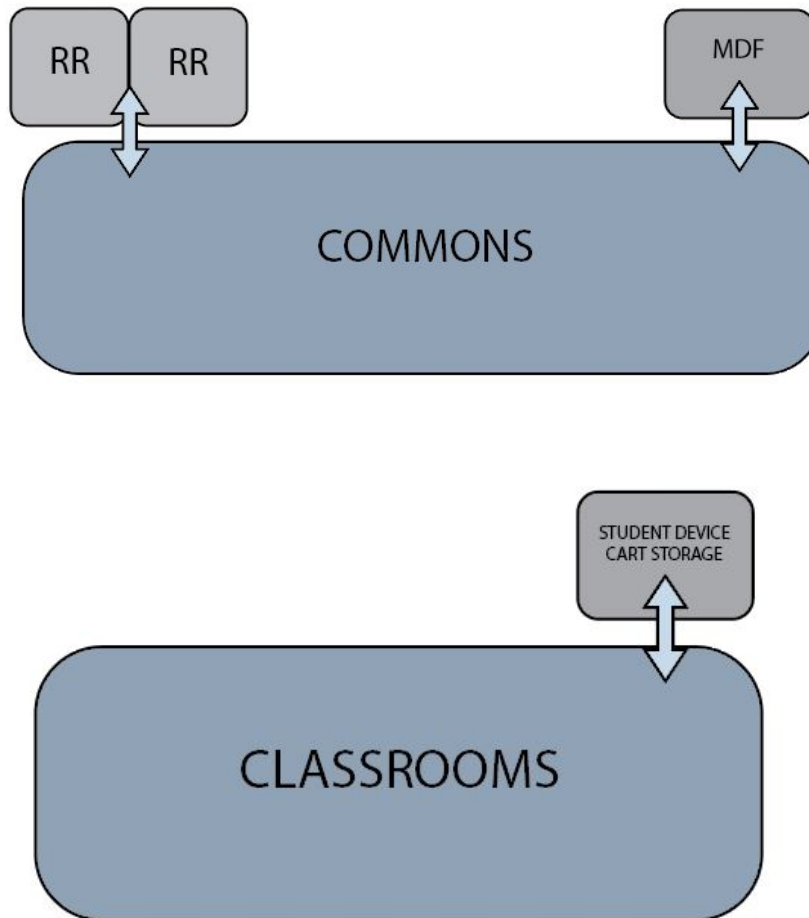 RR
RR
MDF
COMMONS
STUDENT DEVICE
CART STORAGE
CLASSROOMS